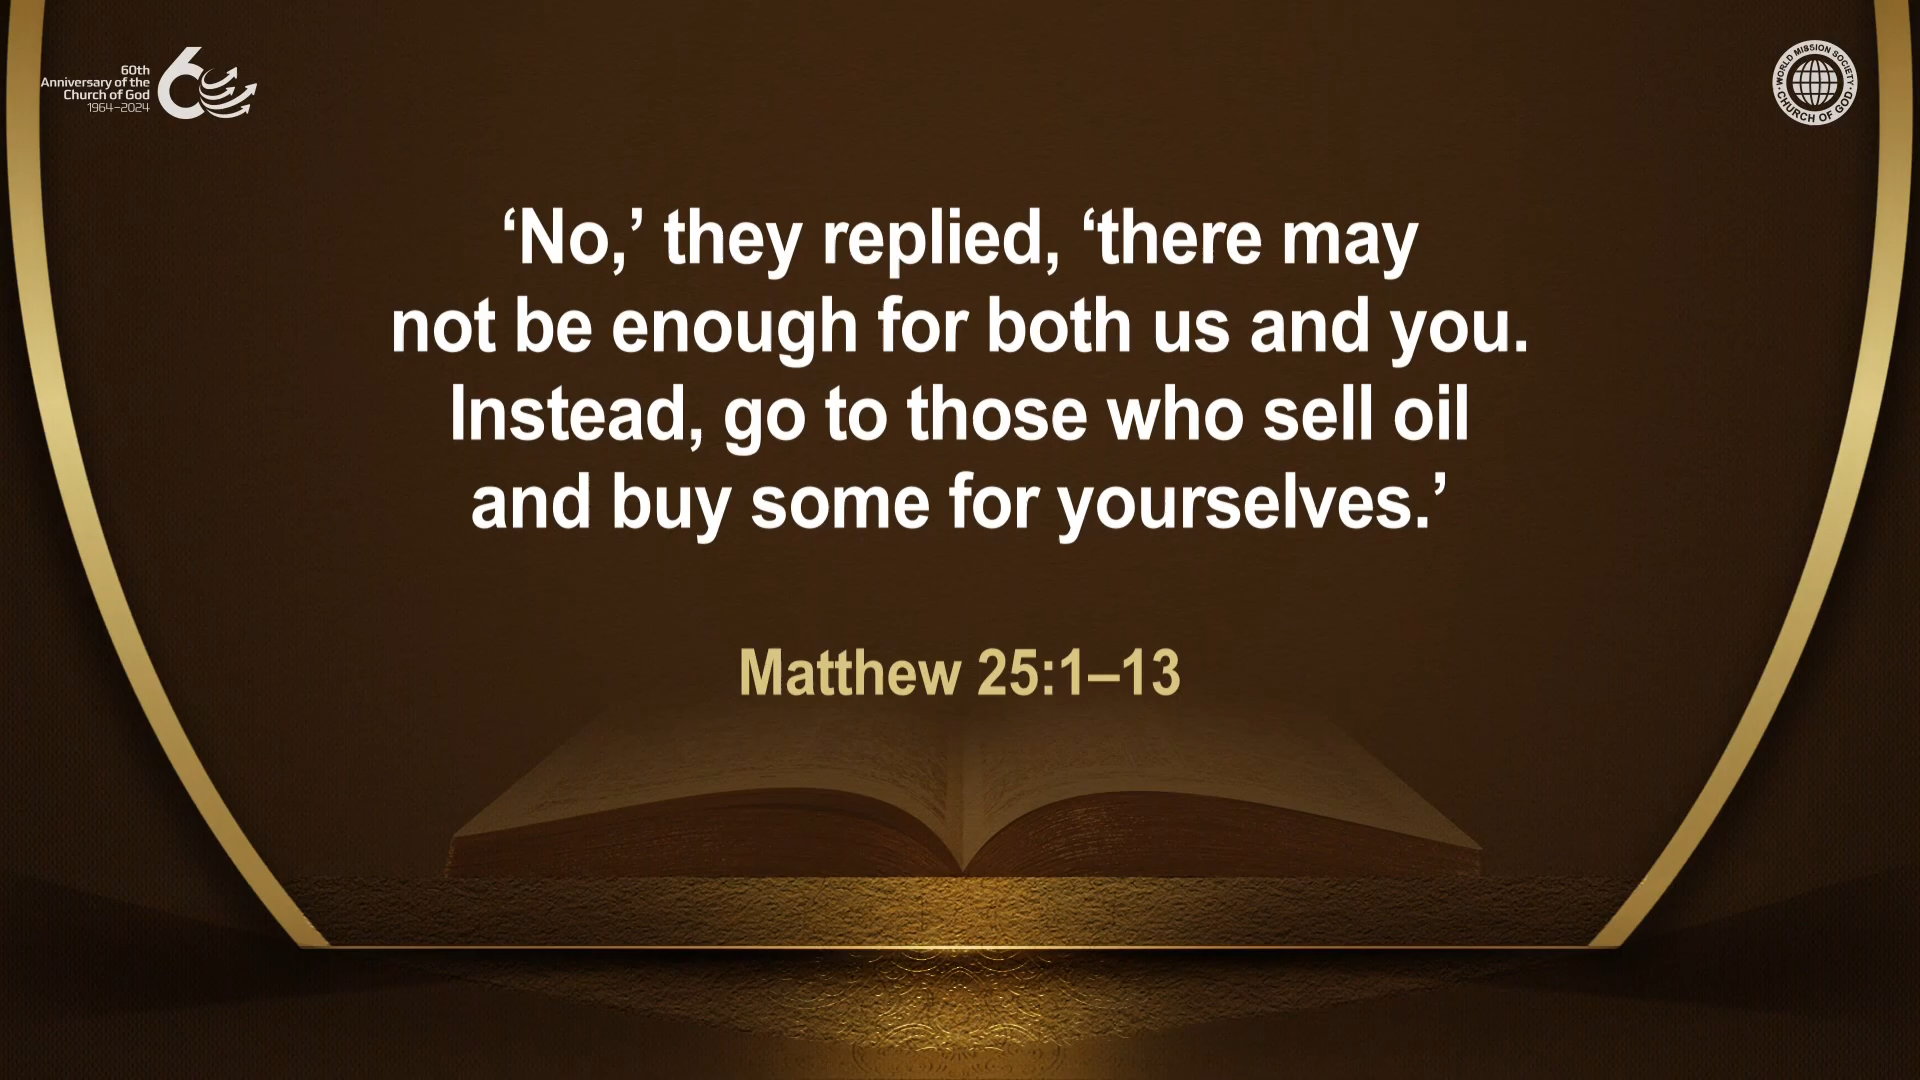 60th
Anniversary of the
Church of God
1964–2024
60
WORLD MISSION SOCIETY
CHURCH OF GOD
‘No,’ they replied, ‘there may
not be enough for both us and you.
Instead, go to those who sell oil
and buy some for yourselves.’
Matthew 25:1–13